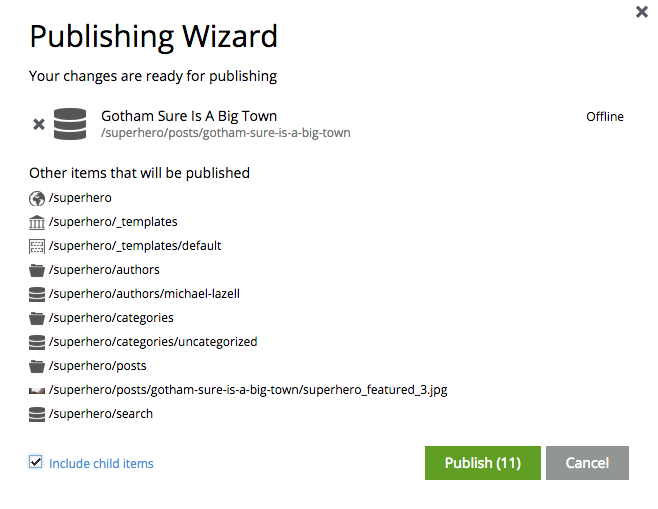 Publishing Wizard
Your changes are ready for publishing
Gotham Sure Is A Big Town
Offline
/superhero/posts/gotham-sure-is-a-big-town
Other items that will be published
/superhero
/superhero/_templates
/superhero/_templates/default
/superhero/authors
/superhero/authors/michael-lazell
/superhero/categories
/superhero/categories/uncategorized
/superhero/posts
/superhero/posts/gotham-sure-is-a-big-town/superhero_featured_3.jpg
/superhero/search
Include child items
Publish (11)
Cancel